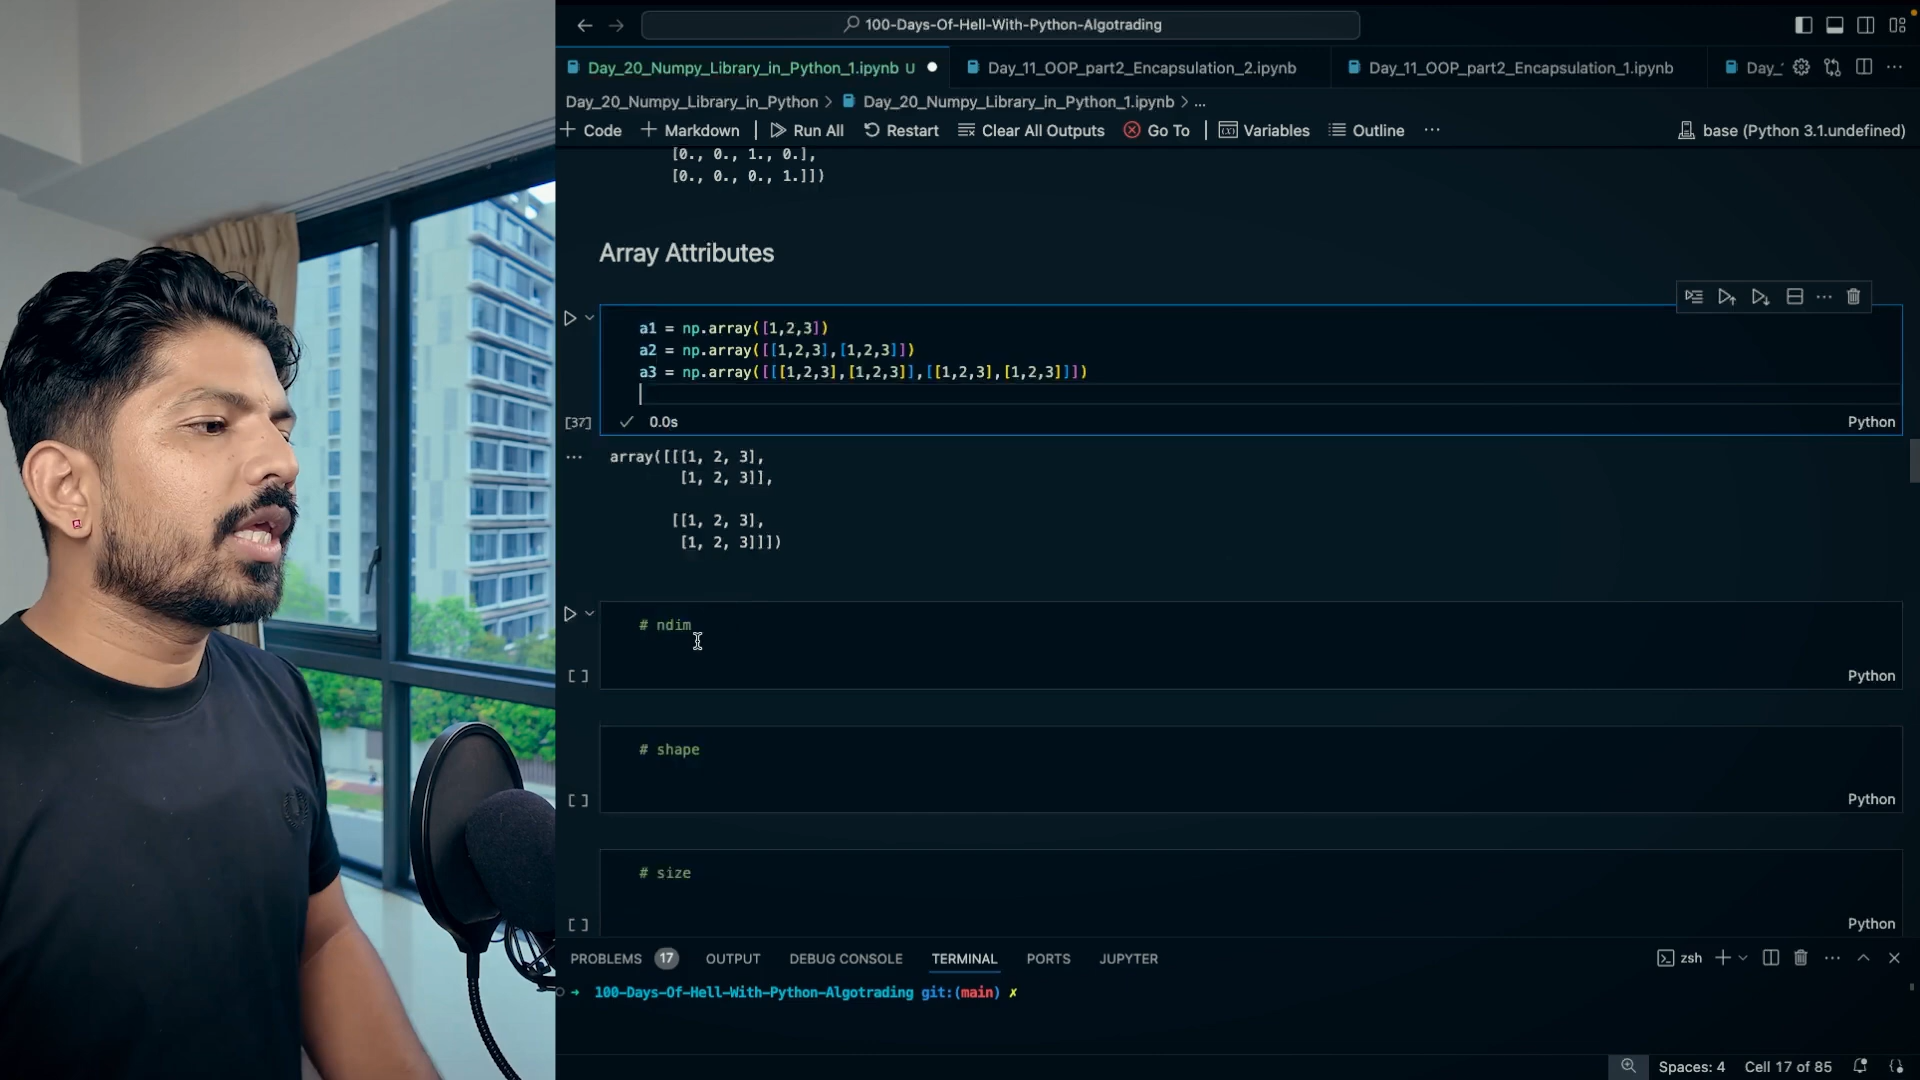 100-Days-Of-Hell-With-Python-Algotrading
Day_20_Numpy_Library_in_Python_1.ipynb U
Day_11_OOP_part2_Encapsulation_2.ipynb
Day_11_OOP_part2_Encapsulation_1.ipynb
Day_
Day_20_Numpy_Library_in_Python > Day_20_Numpy_Library_in_Python_1.ipynb > ...
+ Code + Markdown | Run All Restart Clear All Outputs Go To | Variables Outline ... base (Python 3.1.undefined)
[0., 0., 1., 0.],
[0., 0., 0., 1.]])
Array Attributes
a1 = np.array([1,2,3])
a2 = np.array([[1,2,3],[1,2,3]])
a3 = np.array([[[1,2,3],[1,2,3]],[[1,2,3],[1,2,3]]])
[37] ✓ 0.0s Python
... array([[[1, 2, 3],
[1, 2, 3]],
[[1, 2, 3],
[1, 2, 3]]])
# ndim
[ ] Python
# shape
[ ] Python
# size
[ ] Python
PROBLEMS 17 OUTPUT DEBUG CONSOLE TERMINAL PORTS JUPYTER zsh
→ 100-Days-Of-Hell-With-Python-Algotrading git:(main) ✗
Spaces: 4 Cell 17 of 85